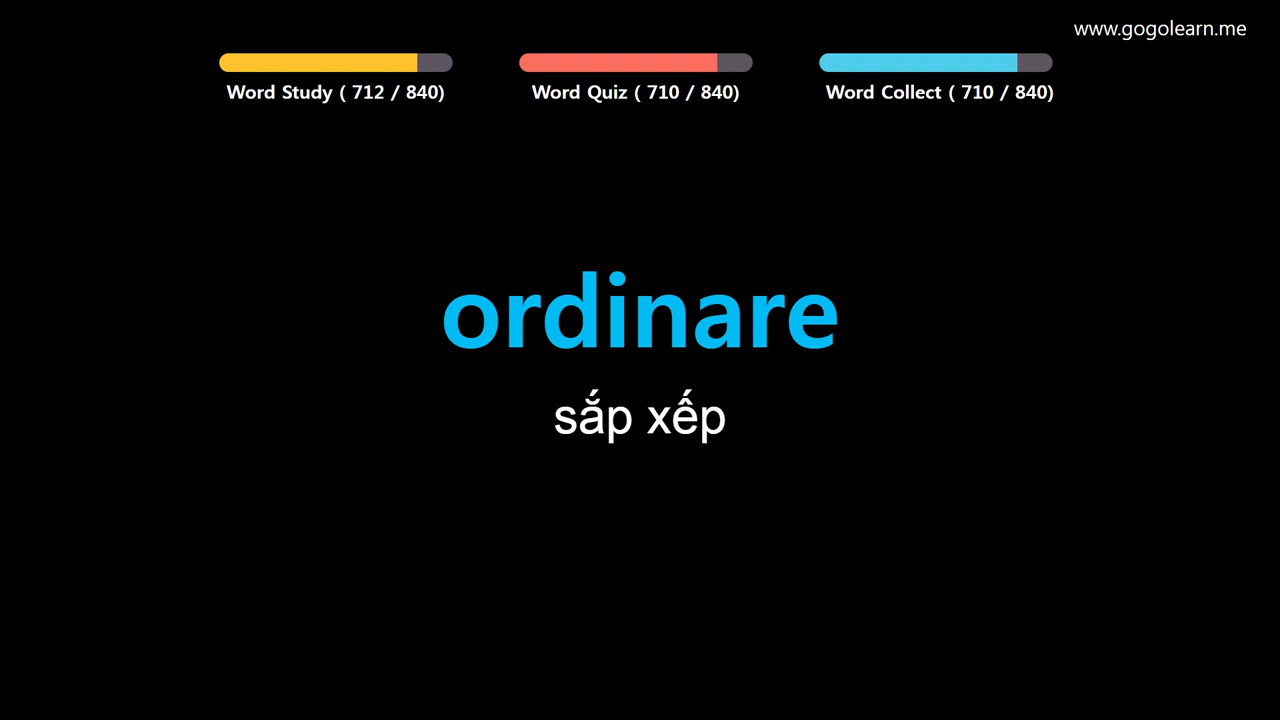 www.gogolearn.me
Word Study ( 712 / 840)
Word Quiz ( 710 / 840)
Word Collect ( 710 / 840)
ordinare
sắp xếp